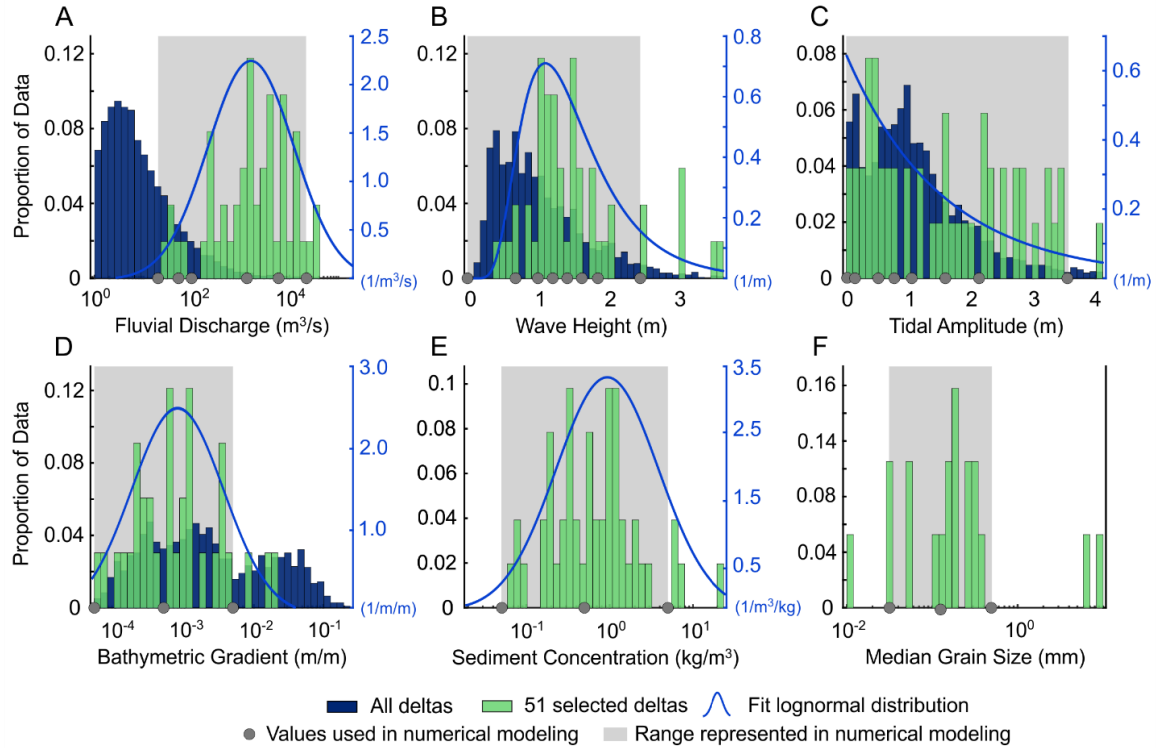 A
B
C
Proportion of Data
0.12
0.08
0.04
0
2.5
2.0
1.5
1.0
0.5
(1/m³/s)
10⁰
10²
10⁴
Fluvial Discharge (m³/s)
0.12
0.08
0.04
0
0.8
0.6
0.4
0.2
(1/m)
0
1
2
3
Wave Height (m)
0.08
0.06
0.04
0.02
0
0.6
0.4
0.2
(1/m)
0
1
2
3
4
Tidal Amplitude (m)
D
E
F
Proportion of Data
0.12
0.08
0.04
0
3.0
2.0
1.0
(1/m/m)
10⁻⁴
10⁻³
10⁻²
10⁻¹
Bathymetric Gradient (m/m)
0.1
0.08
0.06
0.04
0.02
0
3.5
2.5
1.5
0.5
(1/m³/kg)
10⁻¹
10⁰
10¹
Sediment Concentration (kg/m³)
0.16
0.14
0.08
0.04
0
10⁻²
10⁰
Median Grain Size (mm)
All deltas
51 selected deltas
Fit lognormal distribution
Values used in numerical modeling
Range represented in numerical modeling